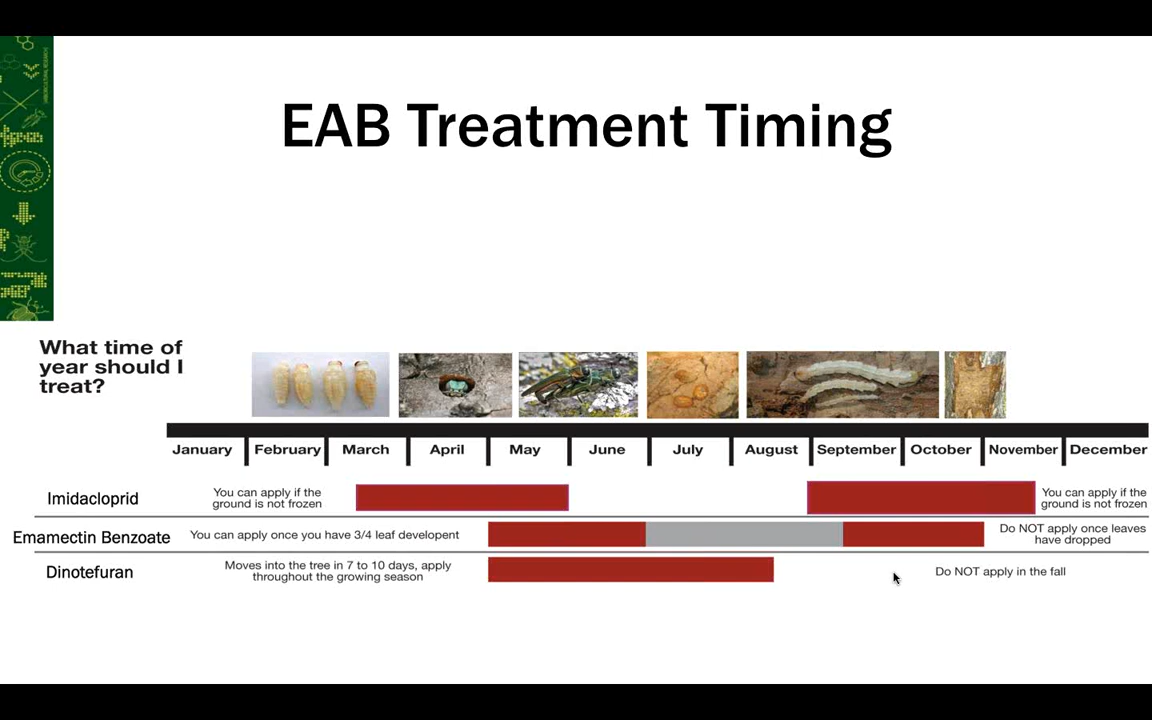 EAB Treatment Timing
What time of
year should I
treat?
January February March April May June July August September October November December
Imidacloprid
You can apply if the
ground is not frozen
You can apply if the
ground is not frozen
Emamectin Benzoate
You can apply once you have 3/4 leaf developent
Do NOT apply once leaves
have dropped
Dinotefuran
Moves into the tree in 7 to 10 days, apply
throughout the growing season
Do NOT apply in the fall